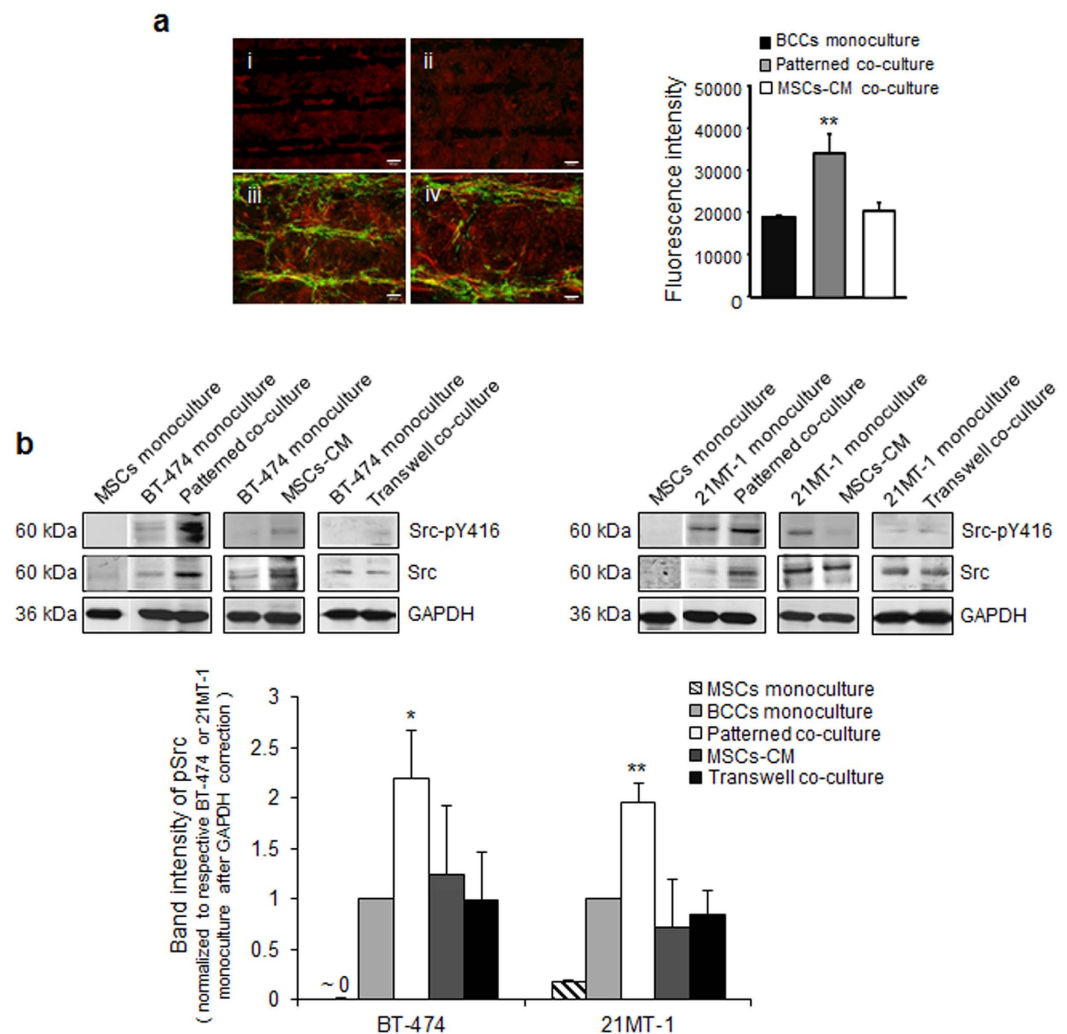 a
i
ii
iii
iv
BCCs monoculture
Patterned co-culture
MSCs-CM co-culture
Fluorescence intensity
50000
40000
30000
20000
10000
0
**
b
MSCs monoculture
BT-474 monoculture
Patterned co-culture
BT-474 monoculture
MSCs-CM
BT-474 monoculture
Transwell co-culture
60 kDa
Src-pY416
60 kDa
Src
36 kDa
GAPDH
MSCs monoculture
21MT-1 monoculture
Patterned co-culture
21MT-1 monoculture
MSCs-CM
21MT-1 monoculture
Transwell co-culture
60 kDa
Src-pY416
60 kDa
Src
36 kDa
GAPDH
Band intensity of pSrc
( normalized to respective BT-474 or 21MT-1
monoculture after GAPDH correction )
3
2.5
2
1.5
1
0.5
0
~ 0
*
**
MSCs monoculture
BCCs monoculture
Patterned co-culture
MSCs-CM
Transwell co-culture
BT-474
21MT-1